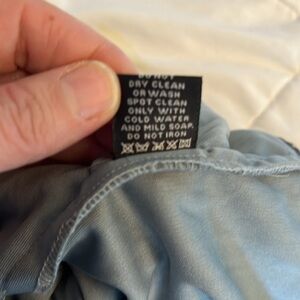 DO NOT
DRY CLEAN
OR WASH
SPOT CLEAN
ONLY WITH
COLD WATER
AND MILD SOAP.
DO NOT IRON